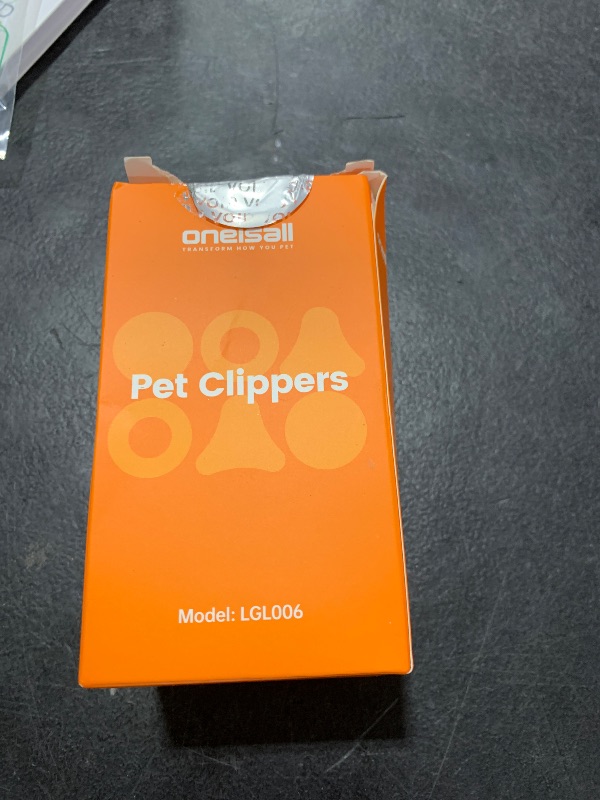 oneisall
TRANSFORM HOW YOU PET
Pet Clippers
Model: LGL006